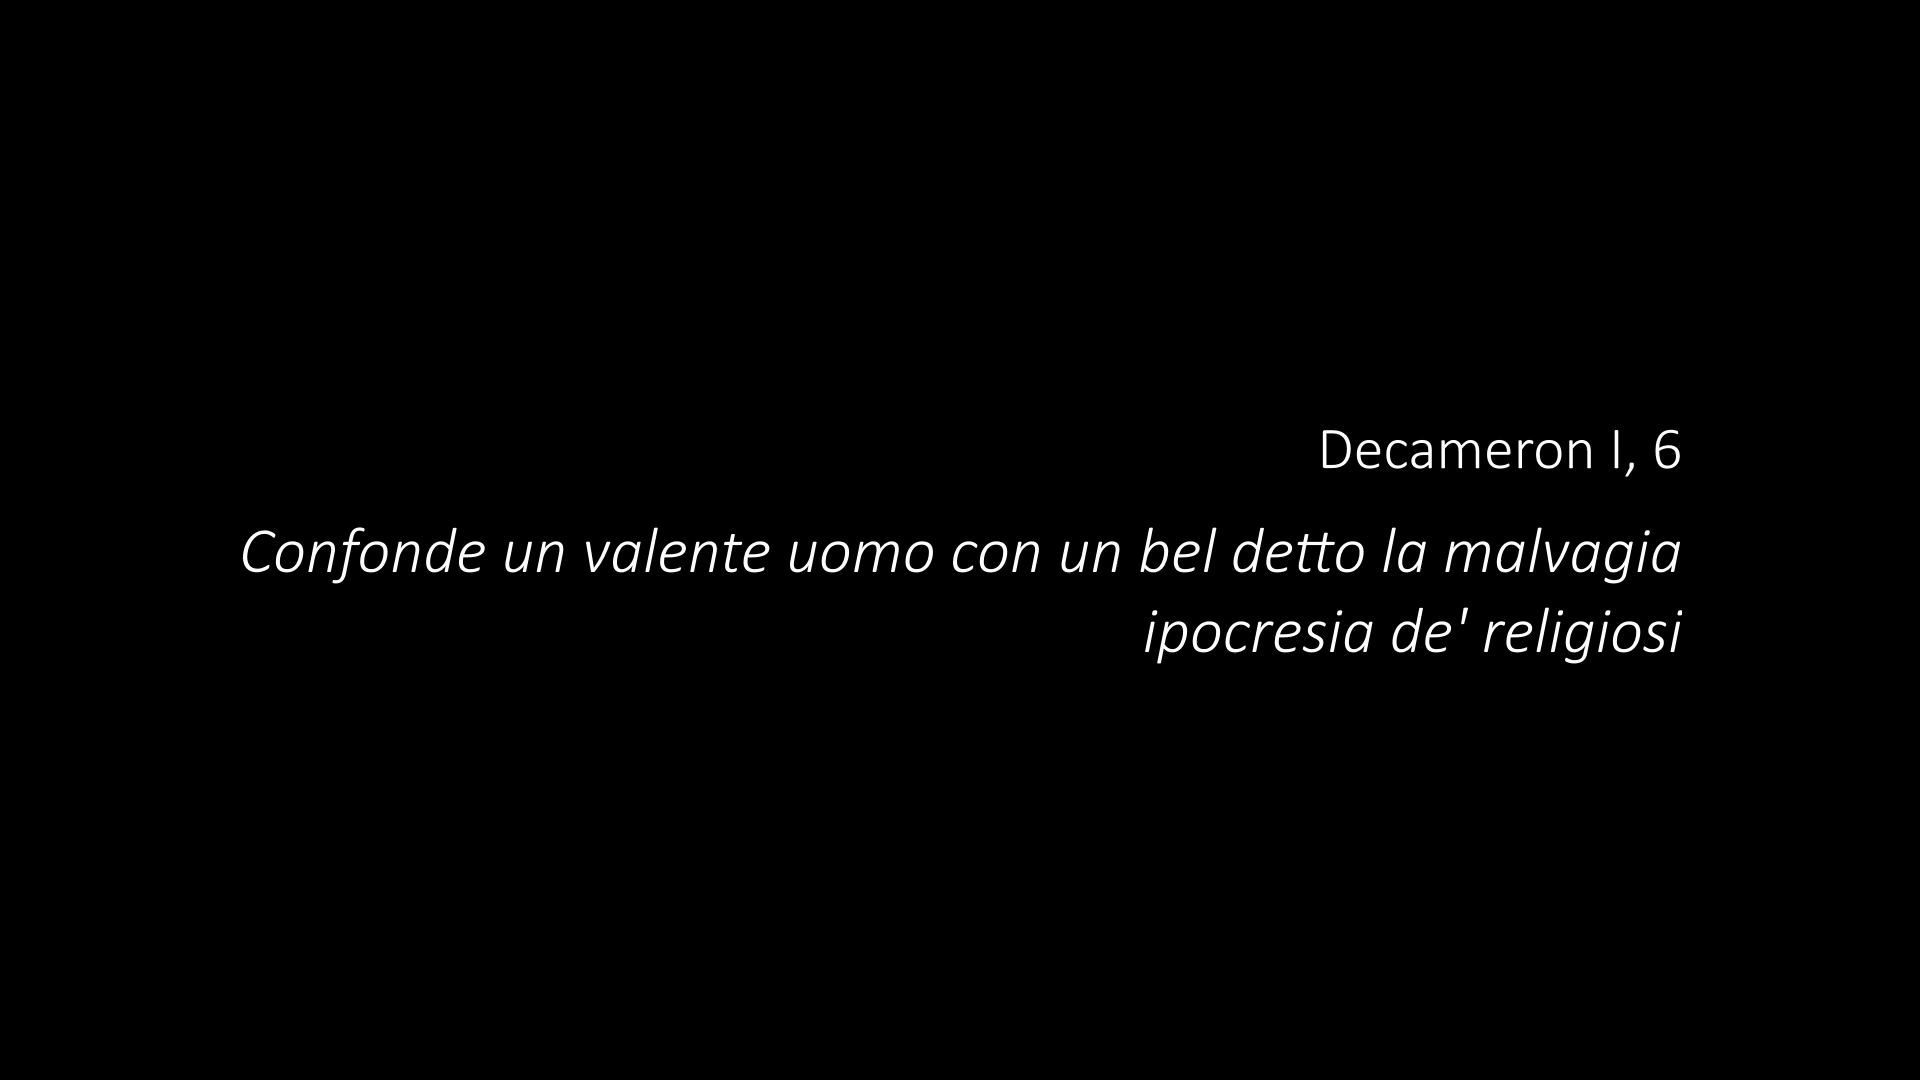 Decameron I, 6
Confonde un valente uomo con un bel detto la malvagia
ipocresia de' religiosi